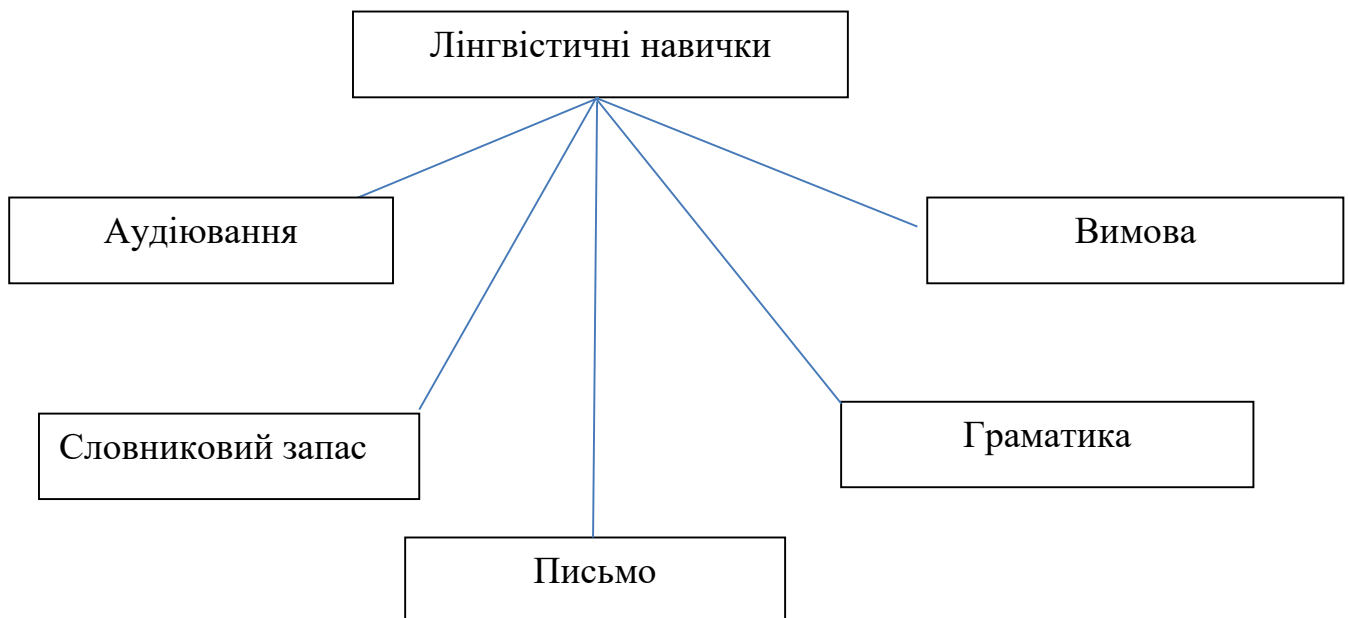 Лінгвістичні навички
Аудіювання
Вимова
Словниковий запас
Граматика
Письмо